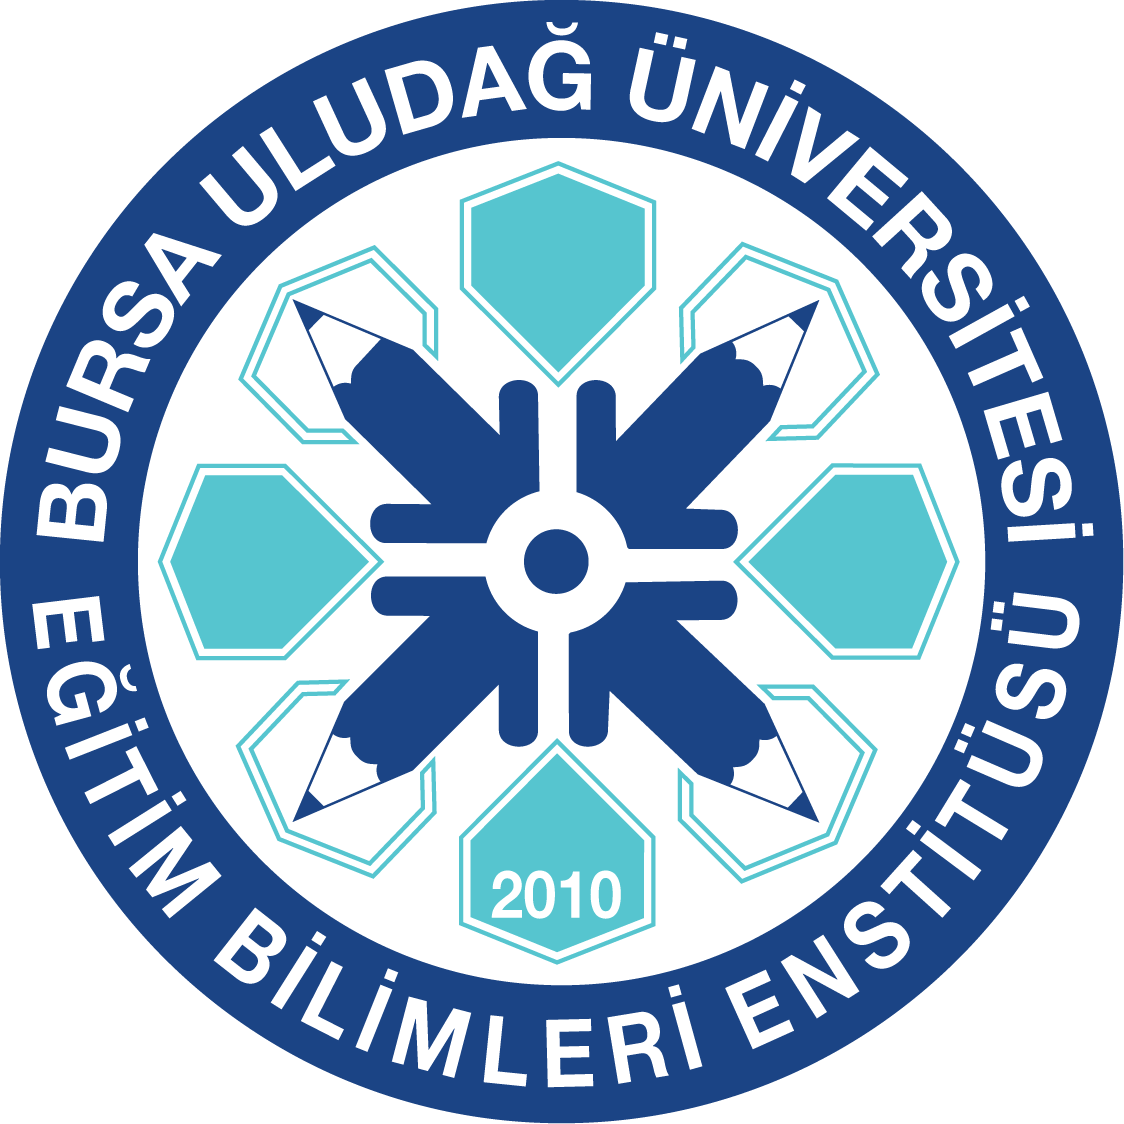 BURSA ULUDAĞ ÜNİVERSİTESİ
EĞİTİM BİLİMLERİ ENSTİTÜSÜ
2010